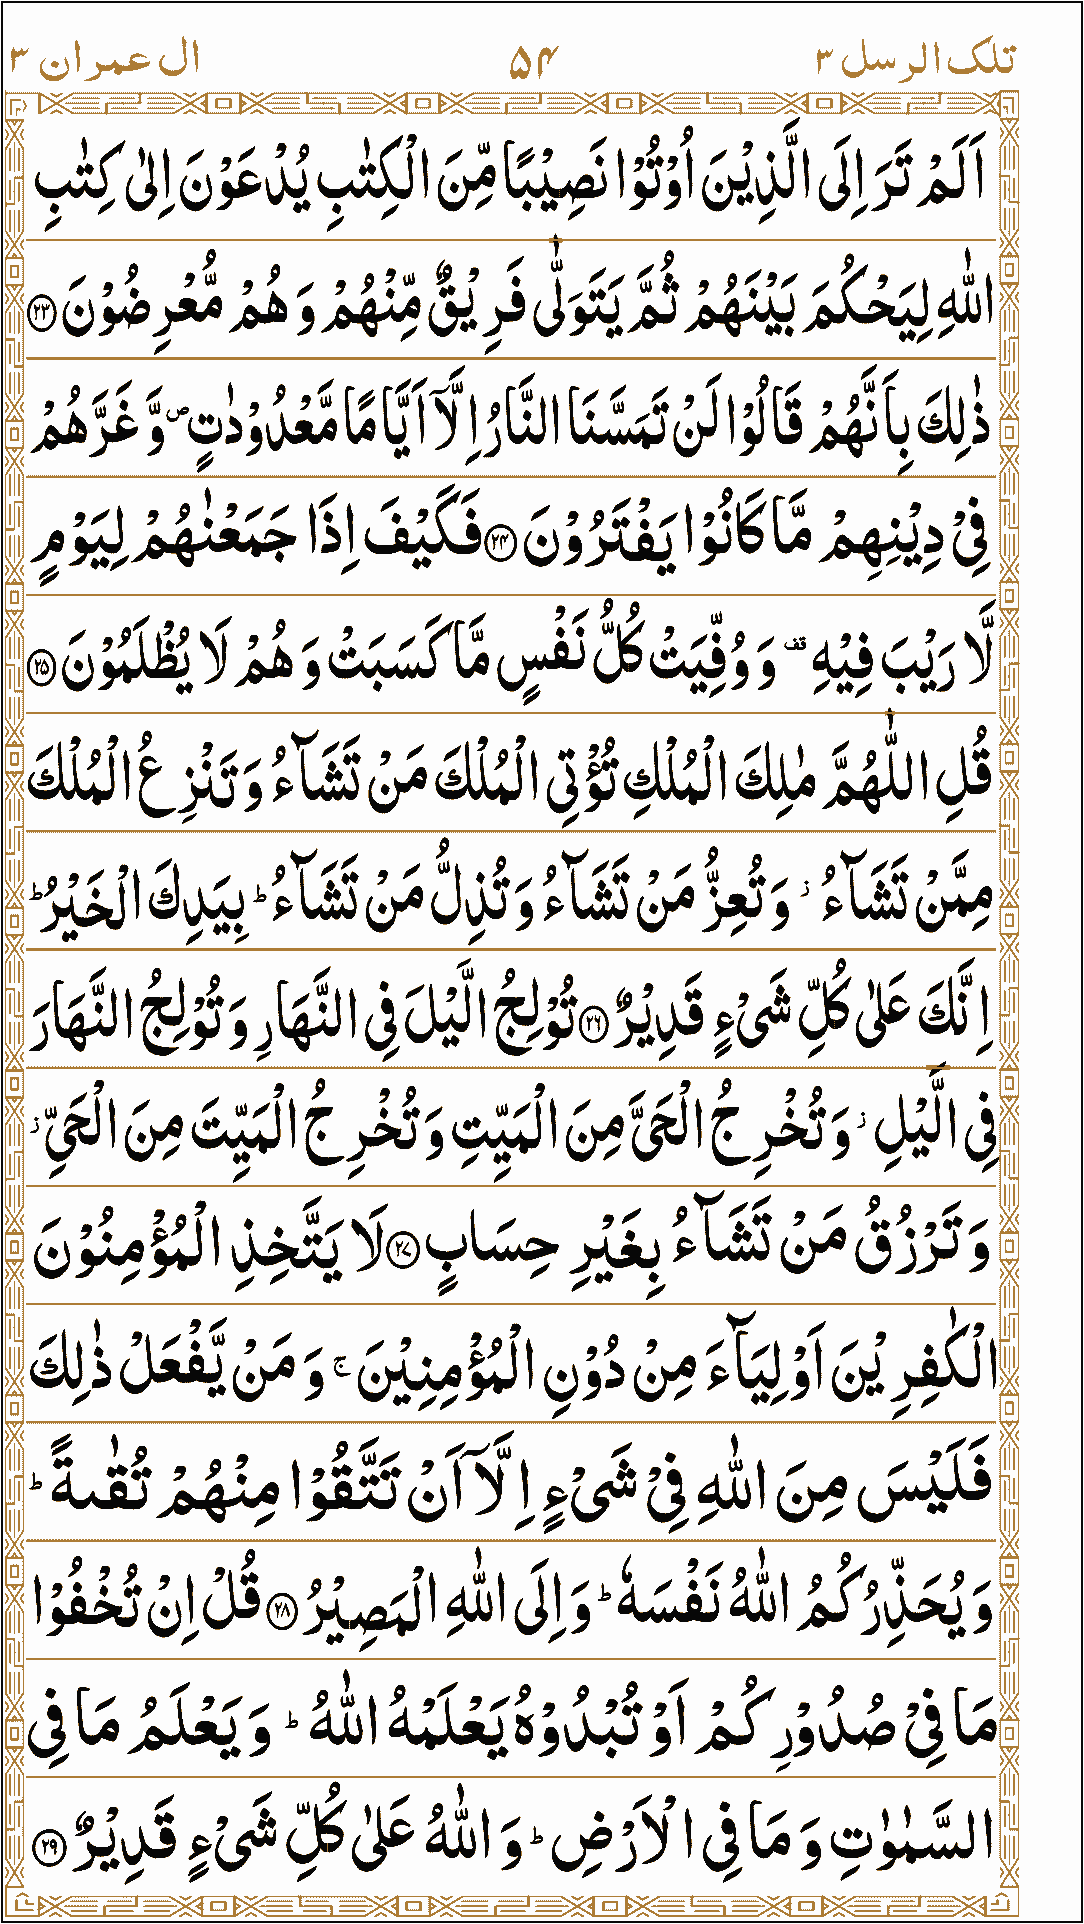 تلک الرسل ۳ ۵۴ ال عمران ۳
اَلَمْ تَرَ اِلَى الَّذِيْنَ اُوْتُوْا نَصِيْبًا مِّنَ الْكِتٰبِ يُدْعَوْنَ اِلٰى كِتٰبِ
اللّٰهِ لِيَحْكُمَ بَيْنَهُمْ ثُمَّ يَتَوَلّٰى فَرِيْقٌ مِّنْهُمْ وَهُمْ مُّعْرِضُوْنَ ﴿۲۳﴾
ذٰلِكَ بِاَنَّهُمْ قَالُوْا لَنْ تَمَسَّنَا النَّارُ اِلَّاۤ اَيَّامًا مَّعْدُوْدٰتٍ ص وَّغَرَّهُمْ
فِىْ دِيْنِهِمْ مَّا كَانُوْا يَفْتَرُوْنَ ﴿۲۴﴾ فَكَيْفَ اِذَا جَمَعْنٰهُمْ لِيَوْمٍ
لَّا رَيْبَ فِيْهِ قف وَوُفِّيَتْ كُلُّ نَفْسٍ مَّا كَسَبَتْ وَهُمْ لَا يُظْلَمُوْنَ ﴿۲۵﴾
قُلِ اللّٰهُمَّ مٰلِكَ الْمُلْكِ تُؤْتِى الْمُلْكَ مَنْ تَشَآءُ وَتَنْزِعُ الْمُلْكَ
مِمَّنْ تَشَآءُ ز وَتُعِزُّ مَنْ تَشَآءُ وَتُذِلُّ مَنْ تَشَآءُ ؕ بِيَدِكَ الْخَيْرُ ؕ
اِنَّكَ عَلٰى كُلِّ شَىْءٍ قَدِيْرٌ ﴿۲۶﴾ تُوْلِجُ الَّيْلَ فِى النَّهَارِ وَتُوْلِجُ النَّهَارَ
فِى الَّيْلِ ز وَتُخْرِجُ الْحَىَّ مِنَ الْمَيِّتِ وَتُخْرِجُ الْمَيِّتَ مِنَ الْحَىِّ ز
وَتَرْزُقُ مَنْ تَشَآءُ بِغَيْرِ حِسَابٍ ﴿۲۷﴾ لَا يَتَّخِذِ الْمُؤْمِنُوْنَ
الْكٰفِرِيْنَ اَوْلِيَآءَ مِنْ دُوْنِ الْمُؤْمِنِيْنَ ج وَمَنْ يَّفْعَلْ ذٰلِكَ
فَلَيْسَ مِنَ اللّٰهِ فِىْ شَىْءٍ اِلَّاۤ اَنْ تَتَّقُوْا مِنْهُمْ تُقٰٮةً ؕ
وَيُحَذِّرُكُمُ اللّٰهُ نَفْسَهٗ ؕ وَاِلَى اللّٰهِ الْمَصِيْرُ ﴿۲۸﴾ قُلْ اِنْ تُخْفُوْا
مَا فِىْ صُدُوْرِكُمْ اَوْ تُبْدُوْهُ يَعْلَمْهُ اللّٰهُ ؕ وَيَعْلَمُ مَا فِى
السَّمٰوٰتِ وَمَا فِى الْاَرْضِ ؕ وَاللّٰهُ عَلٰى كُلِّ شَىْءٍ قَدِيْرٌ ﴿۲۹﴾